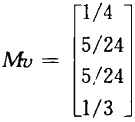 Mv = [1/4
5/24
5/24
1/3]